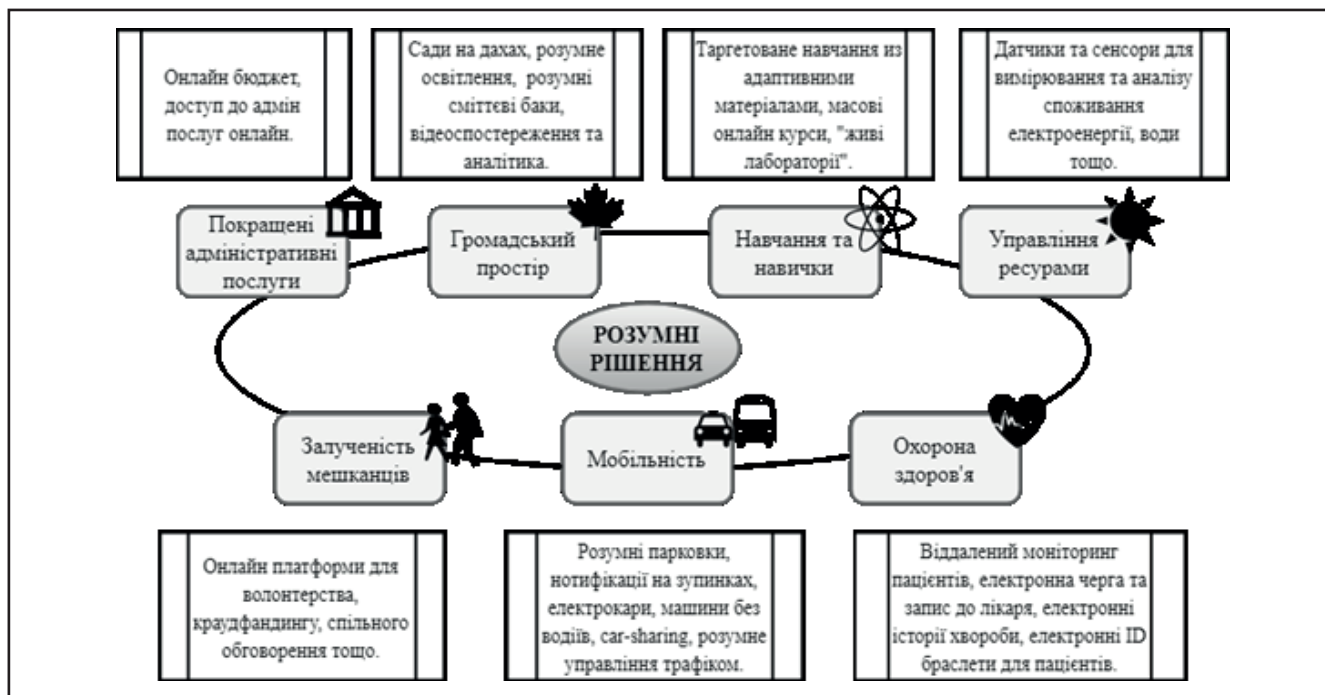 Онлайн бюджет,
доступ до адмін
послуг онлайн.
Сади на дахах, розумне
освітлення, розумні
сміттєві баки,
відеоспостереження та
аналітика.
Таргетоване навчання из
адаптивними
матеріалами, масові
онлайн курси, "живі
лабораторії".
Датчики та сенсори для
вимірювання та аналізу
споживання
електроенергії, води
тощо.
Покращені
адміністративні
послуги
Громадський
простір
Навчання та
навички
Управління
ресурами
РОЗУМНІ
РІШЕННЯ
Залученість
мешканців
Мобільність
Охорона
здоров'я
Онлайн платформи для
волонтерства,
краудфандингу, спільного
обговорення тощо.
Розумні парковки,
нотифікації на зупинках,
електрокари, машини без
водіїв, car-sharing, розумне
управління трафіком.
Віддалений моніторинг
пацієнтів, електронна черга та
запис до лікаря, електронні
історії хвороби, електронні ID
браслети для пацієнтів.